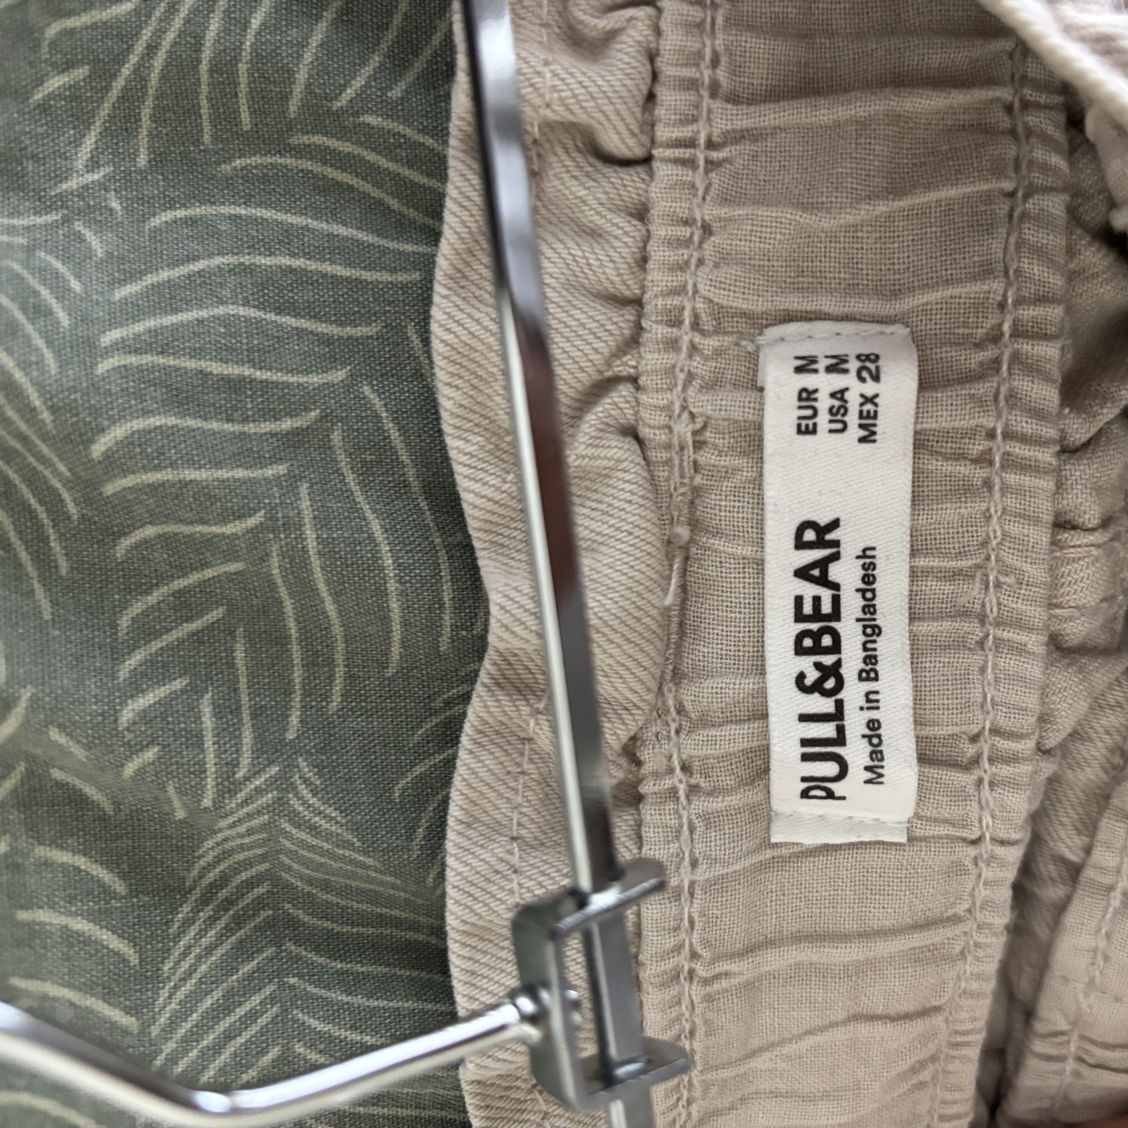 PULL&BEAR
Made in Bangladesh
EUR M
USA M
MEX 28